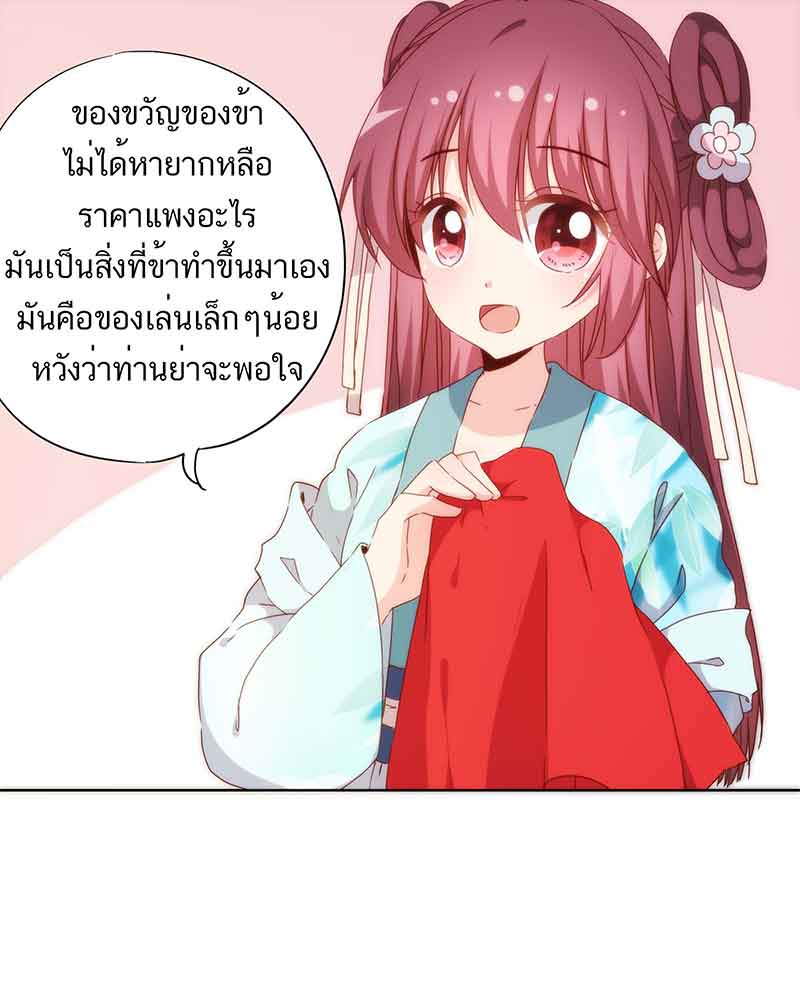 ของขวัญของข้า
ไม่ได้หายากหลือ
ราคาแพงอะไร
มันเป็นสิ่งที่ข้าทำขึ้นมาเอง
มันคือของเล่นเล็กๆน้อย
หวังว่าท่านย่าจะพอใจ